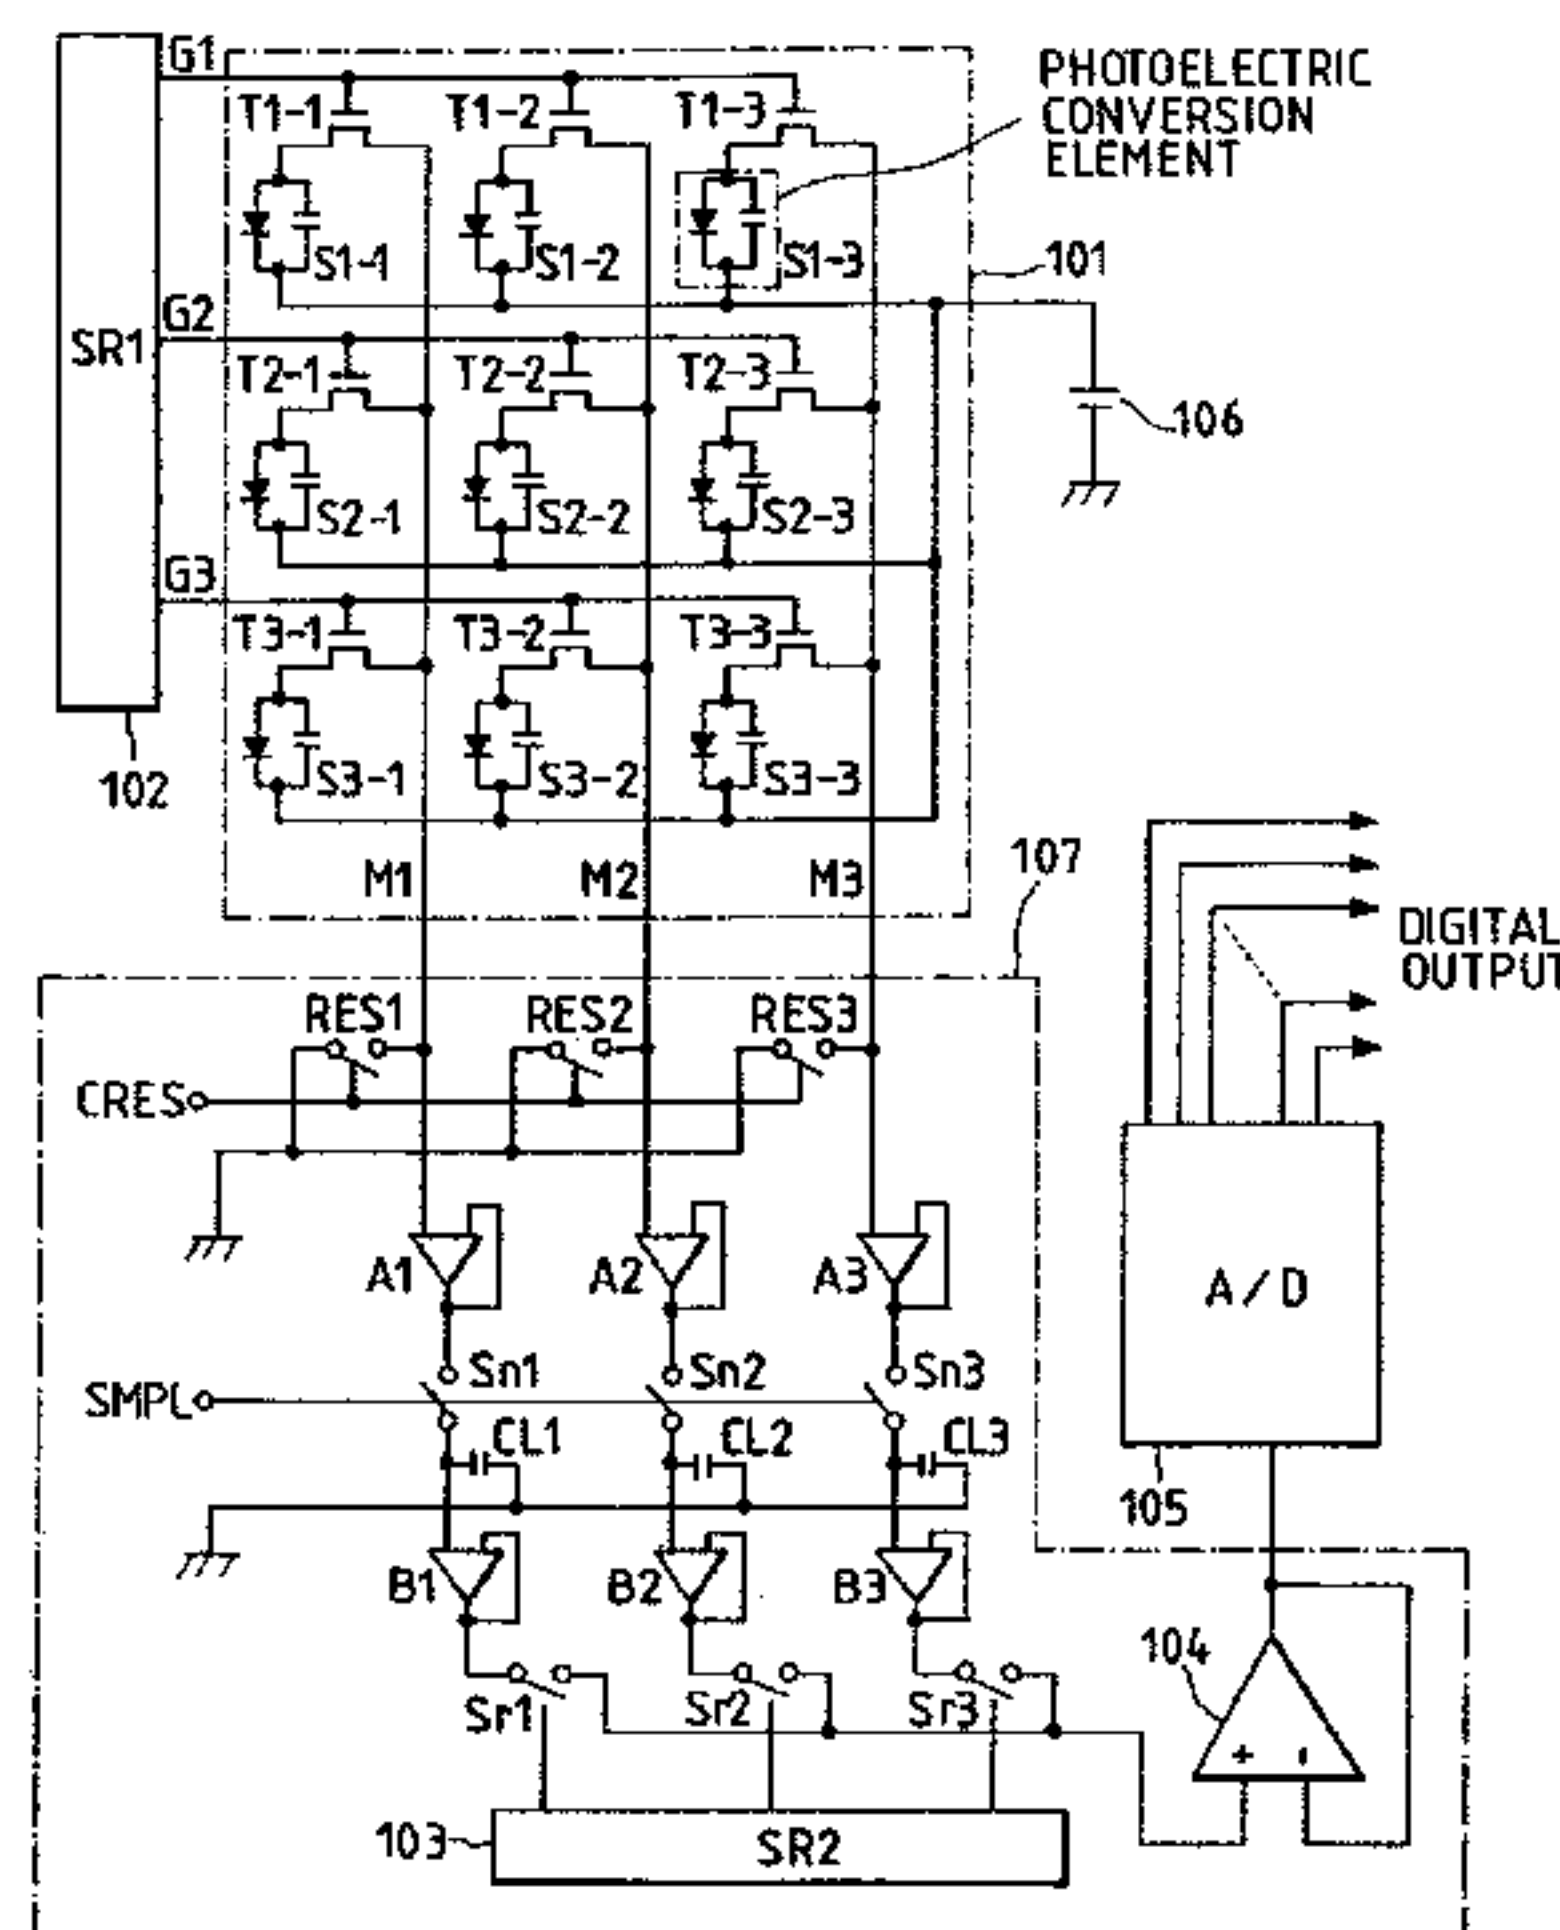 G1
PHOTOELECTRIC
CONVERSION
ELEMENT
T1-1 T1-2 T1-3
S1-1 S1-2 S1-3
101
G2
SR1
T2-1 T2-2 T2-3
106
S2-1 S2-2 S2-3
G3
T3-1 T3-2 T3-3
102
S3-1 S3-2 S3-3
107
M1 M2 M3
DIGITAL
OUTPUT
RES1 RES2 RES3
CRES
A1 A2 A3
A/D
Sn1 Sn2 Sn3
SMPL
CL1 CL2 CL3
105
B1 B2 B3
104
Sr1 Sr2 Sr3
+ -
103
SR2